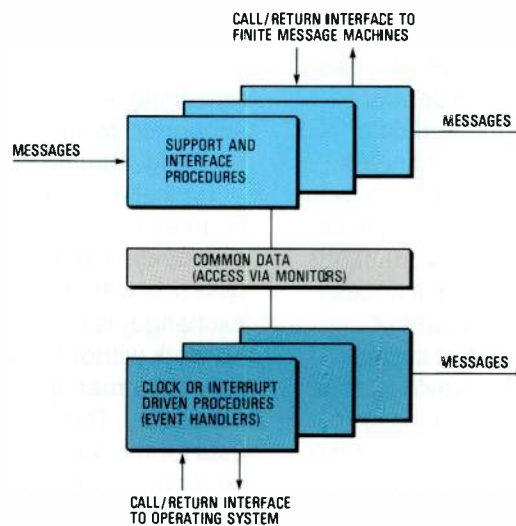 CALL/RETURN INTERFACE TO
FINITE MESSAGE MACHINES
MESSAGES
MESSAGES
SUPPORT AND
INTERFACE
PROCEDURES
COMMON DATA
(ACCESS VIA MONITORS)
MESSAGES
CLOCK OR INTERRUPT
DRIVEN PROCEDURES
(EVENT HANDLERS)
CALL/RETURN INTERFACE
TO OPERATING SYSTEM